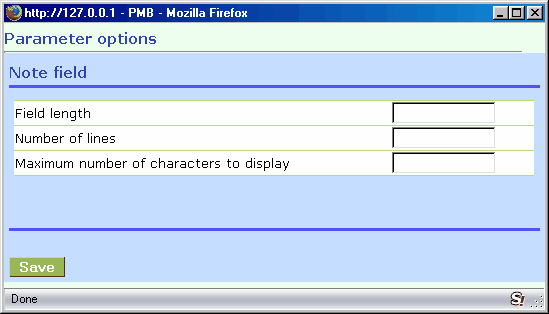 http://127.0.0.1 - PMB - Mozilla Firefox
Parameter options
Note field
Field length
Number of lines
Maximum number of characters to display
Save
Done